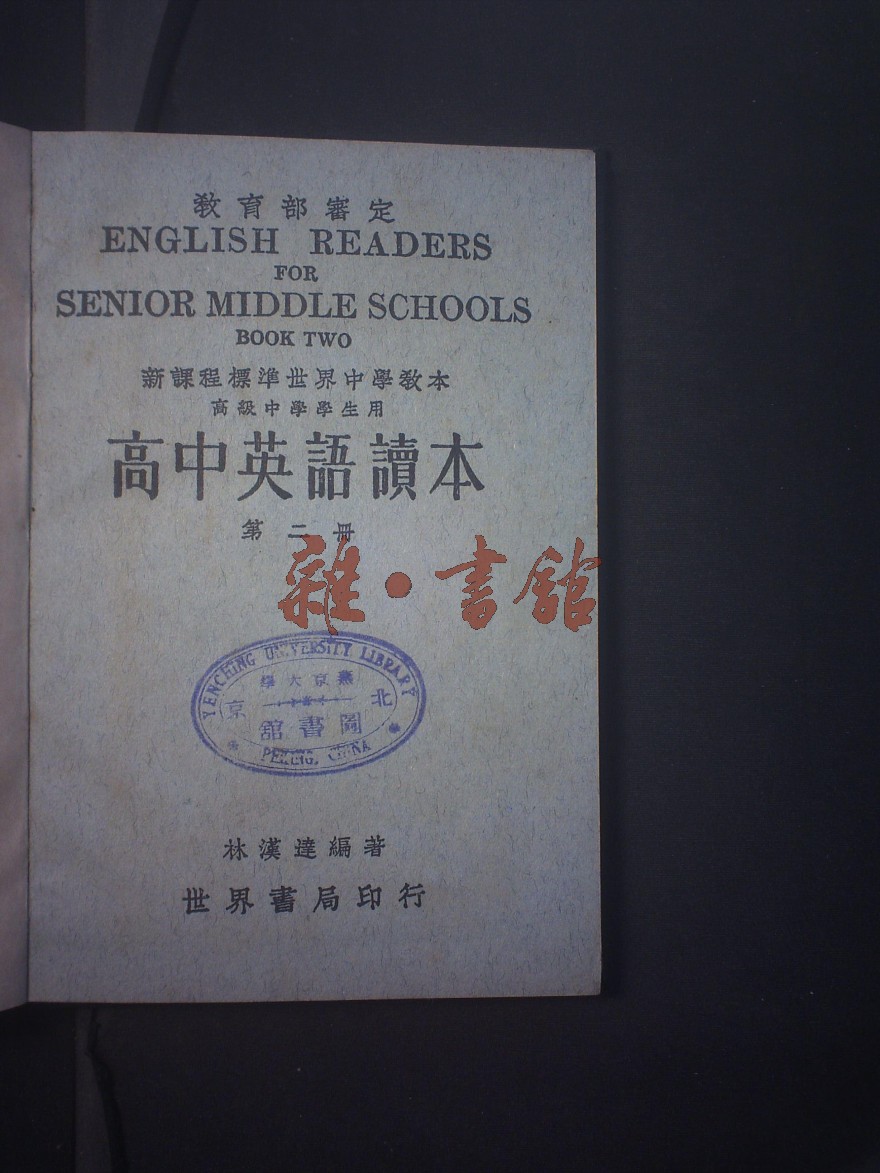 教育部審定
ENGLISH READERS
FOR
SENIOR MIDDLE SCHOOLS
BOOK TWO
新課程標準世界中學教本
高級中學學生用
高中英語讀本
第二冊
雜·書館
YENCHING UNIVERSITY LIBRARY
學大京燕
京 北
館書圖
PEKING, CHINA
林漢達編著
世界書局印行